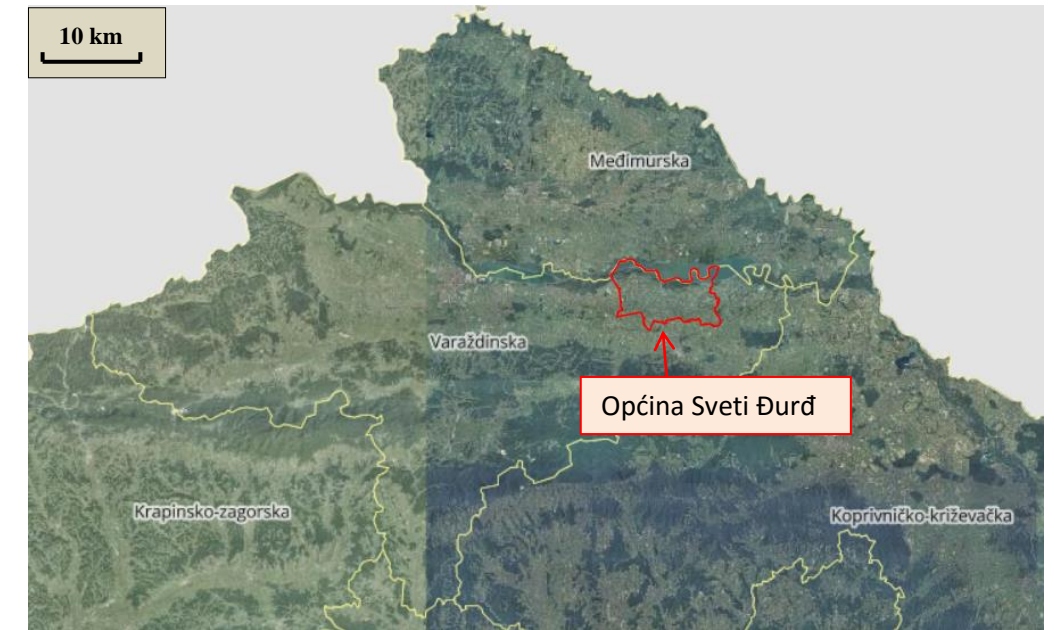 10 km
Međimurska
Varaždinska
Općina Sveti Đurđ
Krapinsko-zagorska
Koprivničko-križevačka